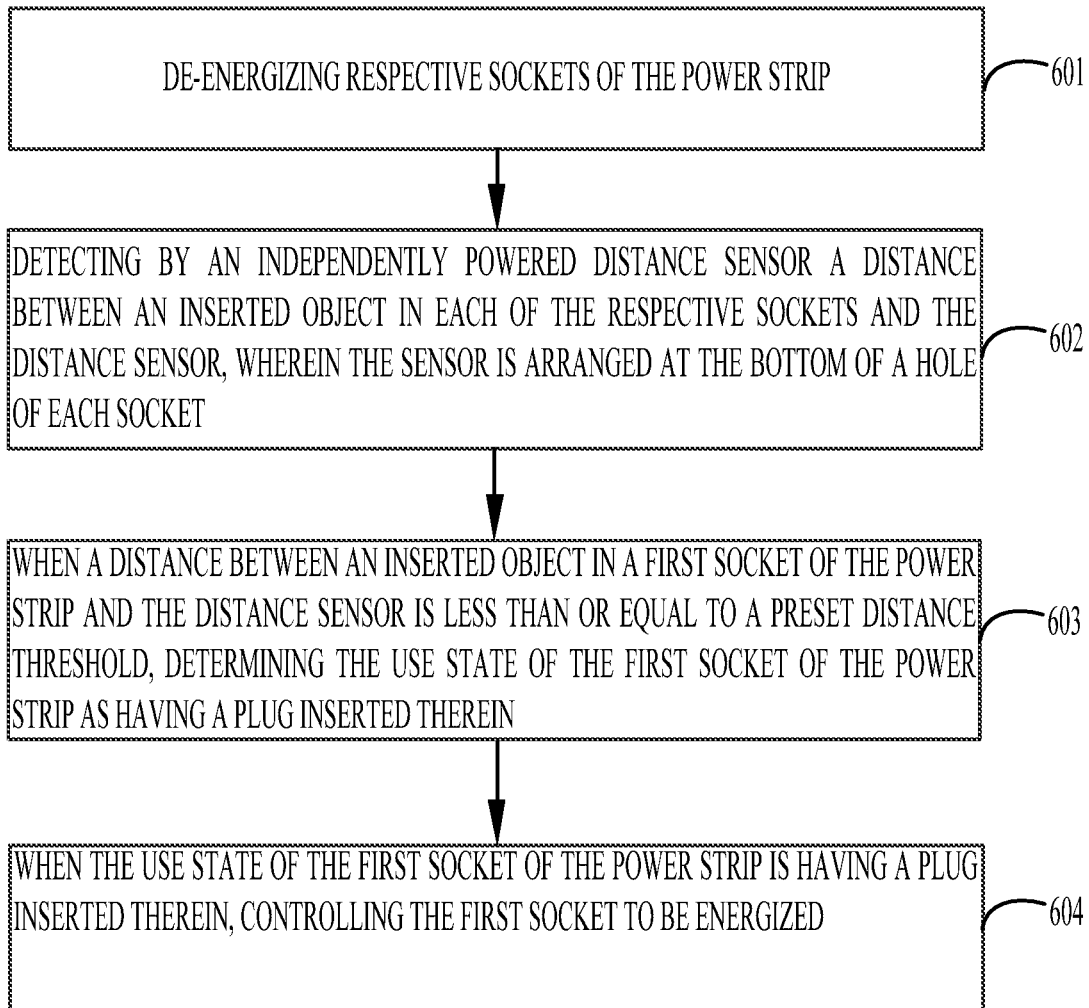 DE-ENERGIZING RESPECTIVE SOCKETS OF THE POWER STRIP
601
DETECTING BY AN INDEPENDENTLY POWERED DISTANCE SENSOR A DISTANCE
BETWEEN AN INSERTED OBJECT IN EACH OF THE RESPECTIVE SOCKETS AND THE
DISTANCE SENSOR, WHEREIN THE SENSOR IS ARRANGED AT THE BOTTOM OF A HOLE
OF EACH SOCKET
602
WHEN A DISTANCE BETWEEN AN INSERTED OBJECT IN A FIRST SOCKET OF THE POWER
STRIP AND THE DISTANCE SENSOR IS LESS THAN OR EQUAL TO A PRESET DISTANCE
THRESHOLD, DETERMINING THE USE STATE OF THE FIRST SOCKET OF THE POWER
STRIP AS HAVING A PLUG INSERTED THEREIN
603
WHEN THE USE STATE OF THE FIRST SOCKET OF THE POWER STRIP IS HAVING A PLUG
INSERTED THEREIN, CONTROLLING THE FIRST SOCKET TO BE ENERGIZED
604